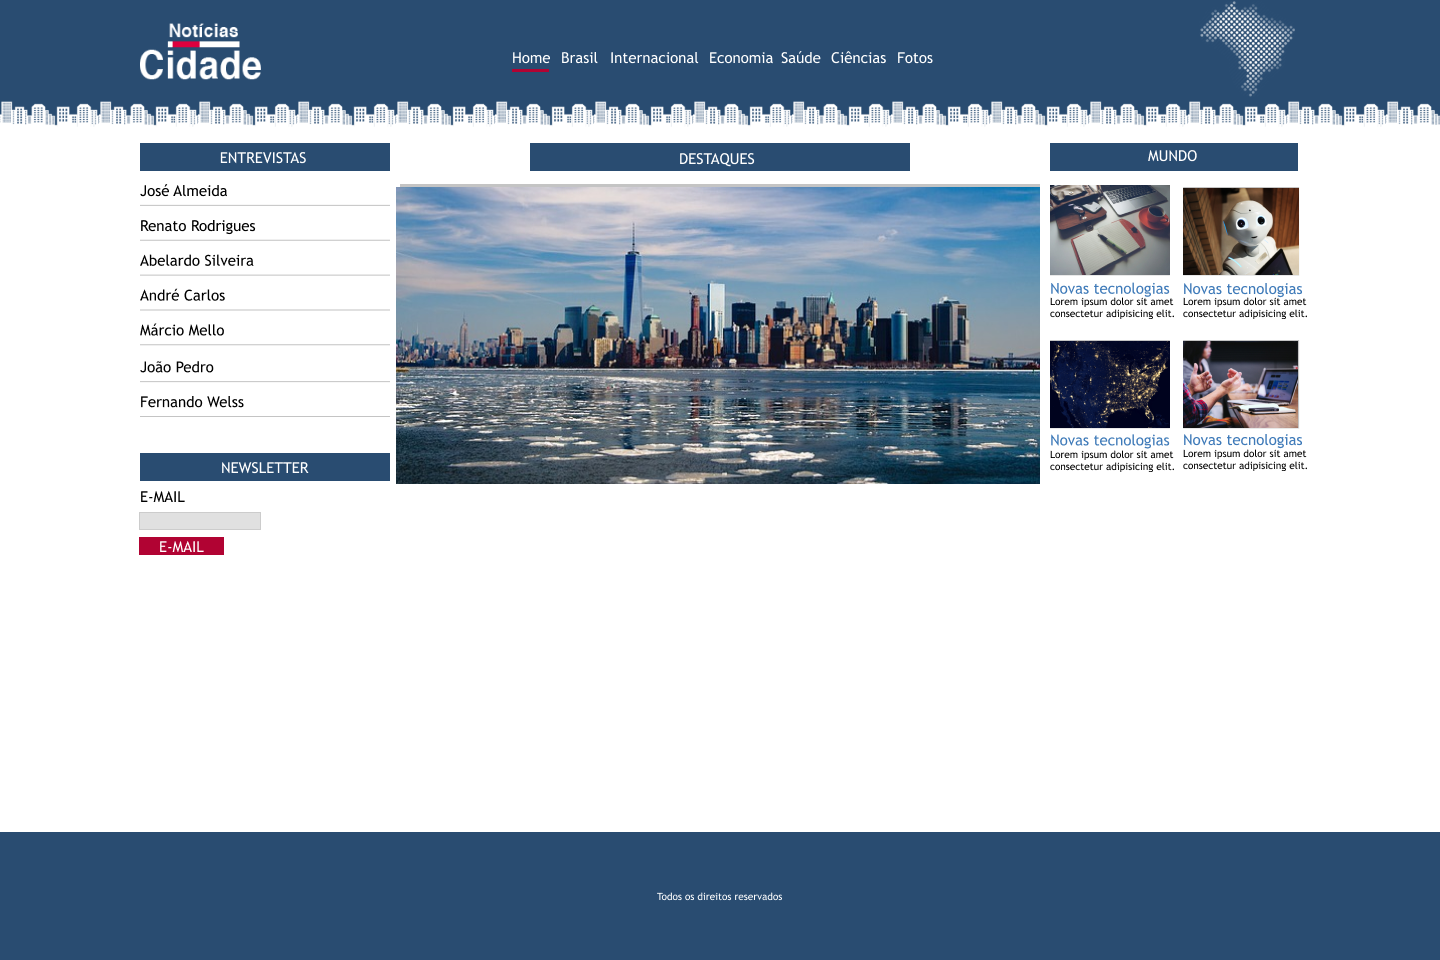 Notícias
Cidade
Home Brasil Internacional Economia Saúde Ciências Fotos
ENTREVISTAS
José Almeida
Renato Rodrigues
Abelardo Silveira
André Carlos
Márcio Mello
João Pedro
Fernando Welss
NEWSLETTER
E-MAIL
E-MAIL
DESTAQUES
MUNDO
Novas tecnologias
Lorem ipsum dolor sit amet
consectetur adipisicing elit.
Novas tecnologias
Lorem ipsum dolor sit amet
consectetur adipisicing elit.
Novas tecnologias
Lorem ipsum dolor sit amet
consectetur adipisicing elit.
Novas tecnologias
Lorem ipsum dolor sit amet
consectetur adipisicing elit.
Todos os direitos reservados